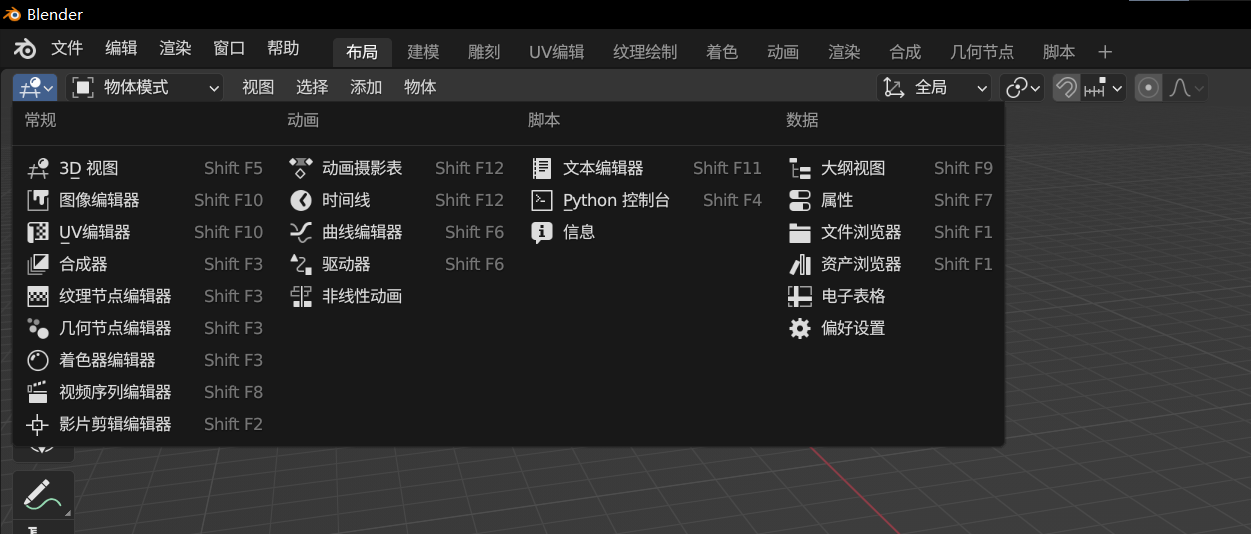 Blender
文件 编辑 渲染 窗口 帮助 布局 建模 雕刻 UV编辑 纹理绘制 着色 动画 渲染 合成 几何节点 脚本 +
物体模式 视图 选择 添加 物体 全局
常规 动画 脚本 数据
3D 视图 Shift F5 动画摄影表 Shift F12 文本编辑器 Shift F11 大纲视图 Shift F9
图像编辑器 Shift F10 时间线 Shift F12 Python 控制台 Shift F4 属性 Shift F7
UV编辑器 Shift F10 曲线编辑器 Shift F6 信息 文件浏览器 Shift F1
合成器 Shift F3 驱动器 Shift F6 资产浏览器 Shift F1
纹理节点编辑器 Shift F3 非线性动画 电子表格
几何节点编辑器 Shift F3 偏好设置
着色器编辑器 Shift F3
视频序列编辑器 Shift F8
影片剪辑编辑器 Shift F2